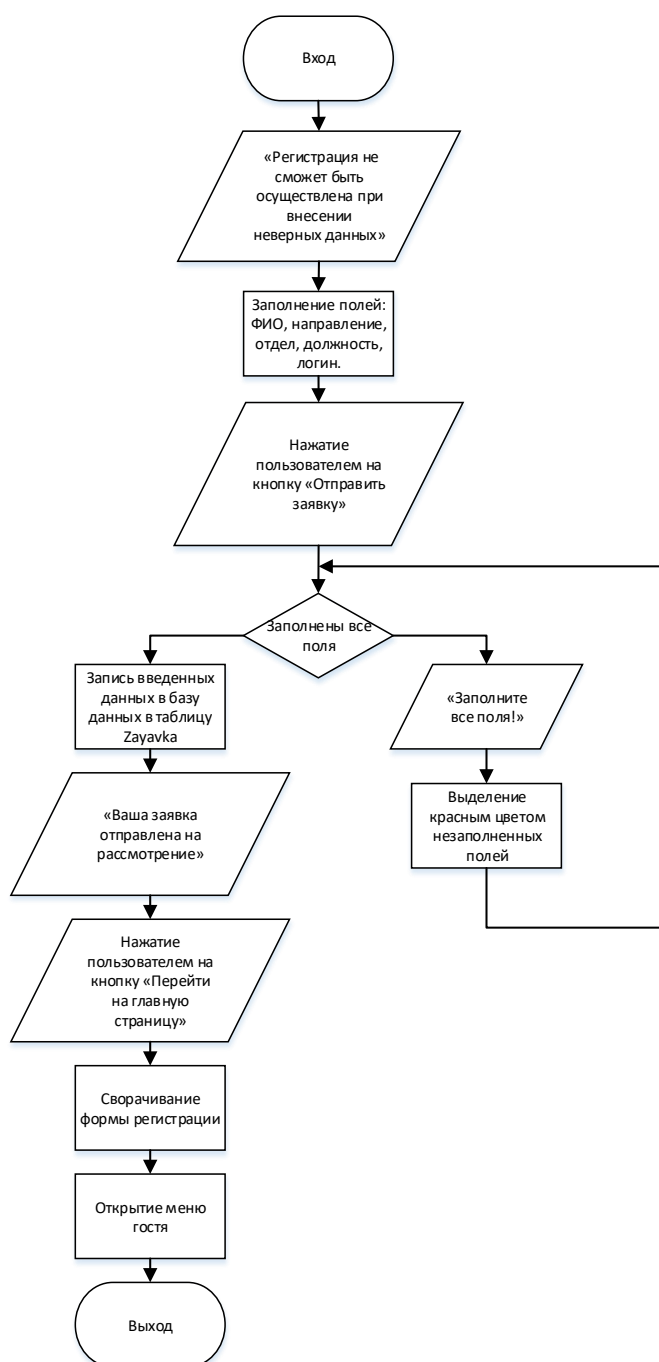 Вход
«Регистрация не
сможет быть
осуществлена при
внесении
неверных данных»
Заполнение полей:
ФИО, направление,
отдел, должность,
логин.
Нажатие
пользователем на
кнопку «Отправить
заявку»
Заполнены все
поля
Запись введенных
данных в базу
данных в таблицу
Zayavka
«Ваша заявка
отправлена на
рассмотрение»
Нажатие
пользователем на
кнопку «Перейти
на главную
страницу»
Сворачивание
формы регистрации
Открытие меню
гостя
Выход
«Заполните
все поля!»
Выделение
красным цветом
незаполненных
полей